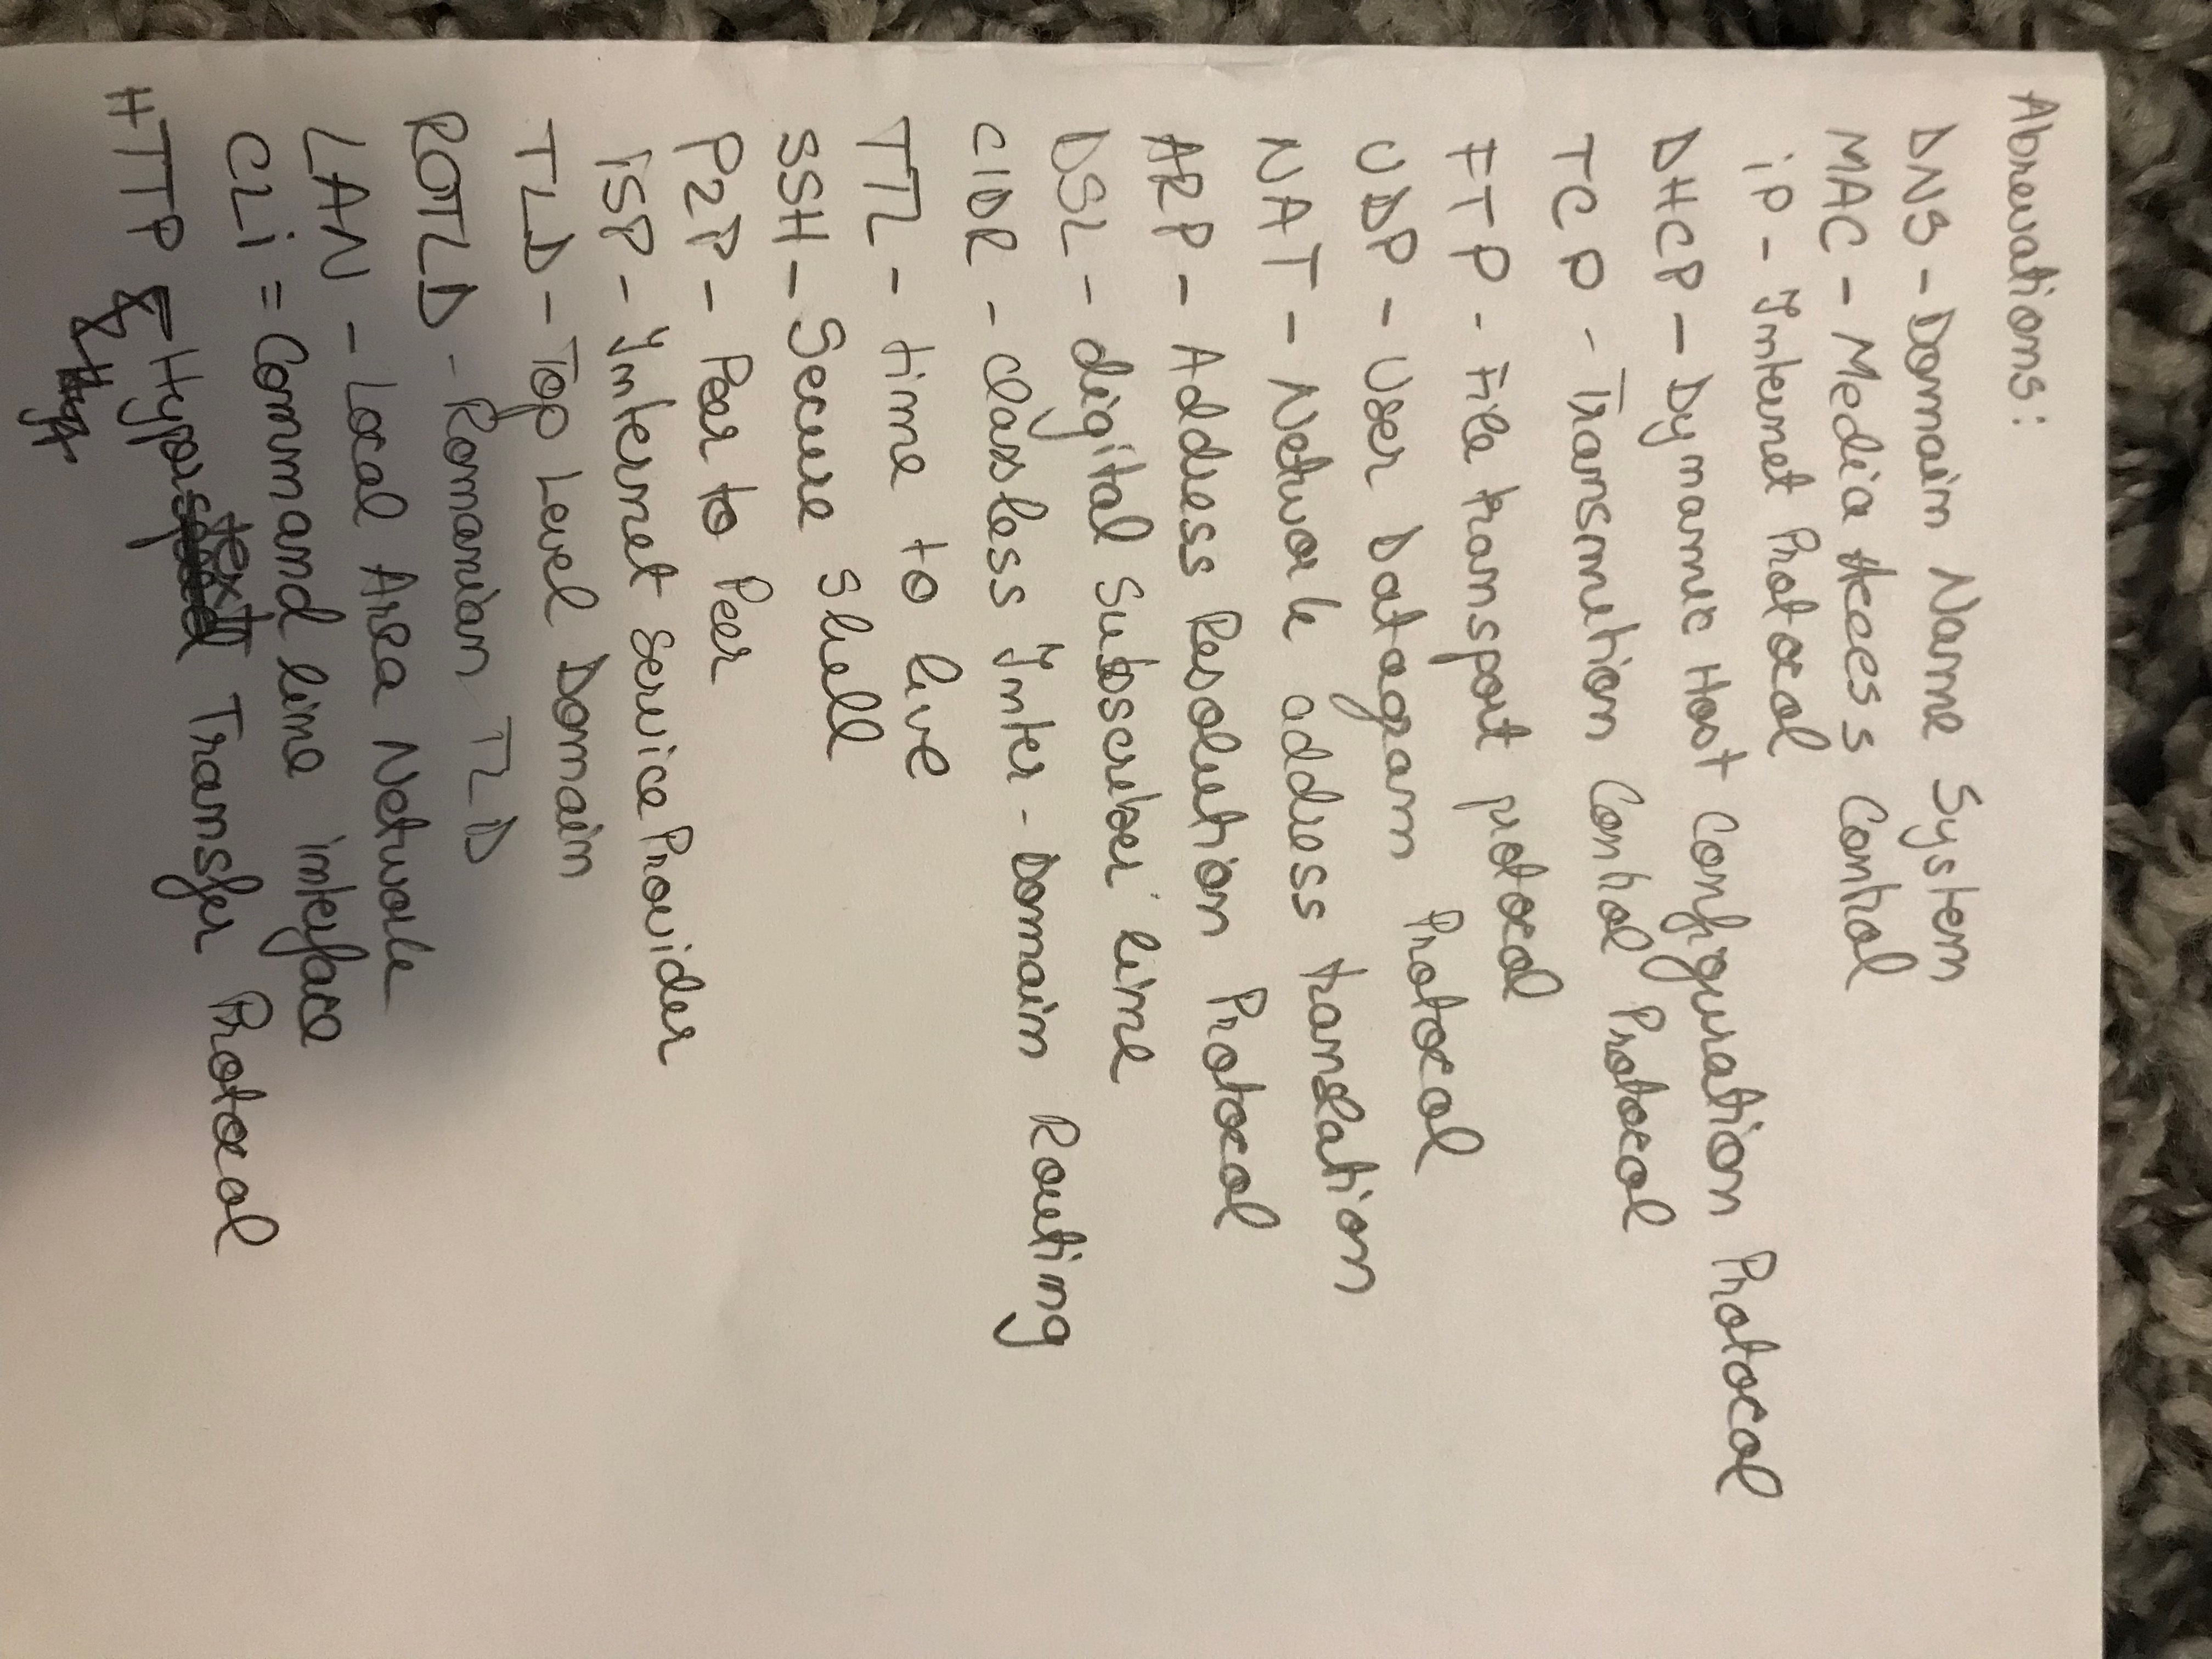 Abrevations:
DNS - Domain Name System
MAC - Media Acess Control
iP - Internet Protocol
DHCP - Dynamic Host Configuration Protocol
TCP - Transmition Control Protocol
FTP - File transport protocol
UDP - User Datagram Protocol
NAT - Network address translation
ARP - Address Resolution Protocol
DSL - digital subscriber line
CIDR - classless Inter-Domain Routing
TTL - time to live
SSH - Secure shell
P2P - Peer to Peer
ISP - Internet service Provider
TLD - Top Level Domain
ROTLD - Romanian TLD
LAN - Local Area Network
CLi = Command line interface
HTTP - Hyper text Transfer Protocol